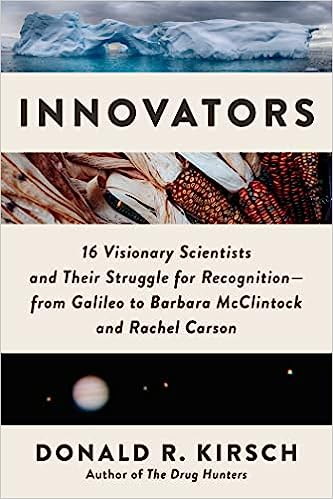 INNOVATORS
16 Visionary Scientists
and Their Struggle for Recognition—
from Galileo to Barbara McClintock
and Rachel Carson
DONALD R. KIRSCH
Author of The Drug Hunters